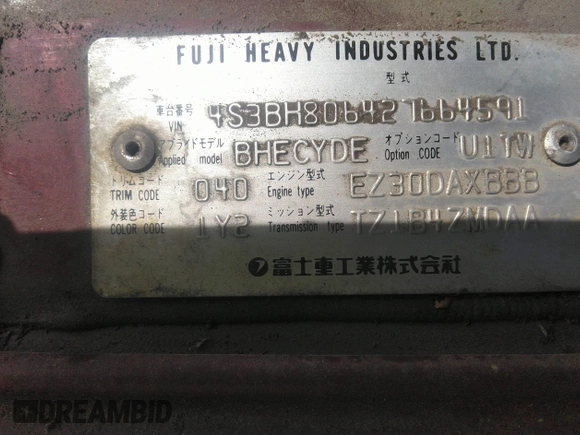 FUJI HEAVY INDUSTRIES LTD.
型式
車台番号 VIN 4S3BH806427664591
アプライドモデル Applied model BHECYDE オプションコード Option CODE U1TW
トリムコード TRIM CODE 040 エンジン型式 Engine type EZ30DAXBBB
外装色コード COLOR CODE 1Y2 ミッション型式 Transmission type TZ1B4ZMDAA
富士重工業株式会社
DREAMBID